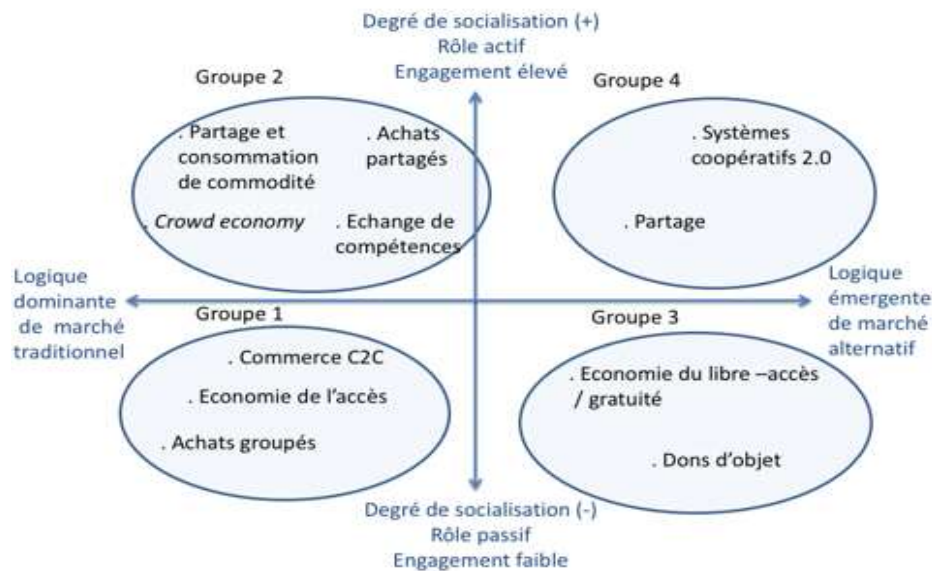 Degré de socialisation (+)
Rôle actif
Engagement élevé
Groupe 2
Groupe 4
. Partage et
consommation
de commodité
. Achats
partagés
. Crowd economy
. Echange de
compétences
. Systèmes
coopératifs 2.0
. Partage
Logique
dominante
de marché
traditionnel
Logique
émergente
de marché
alternatif
Groupe 1
Groupe 3
. Commerce C2C
. Economie de l'accès
. Achats groupés
. Economie du libre –accès
/ gratuité
. Dons d'objet
Degré de socialisation (-)
Rôle passif
Engagement faible